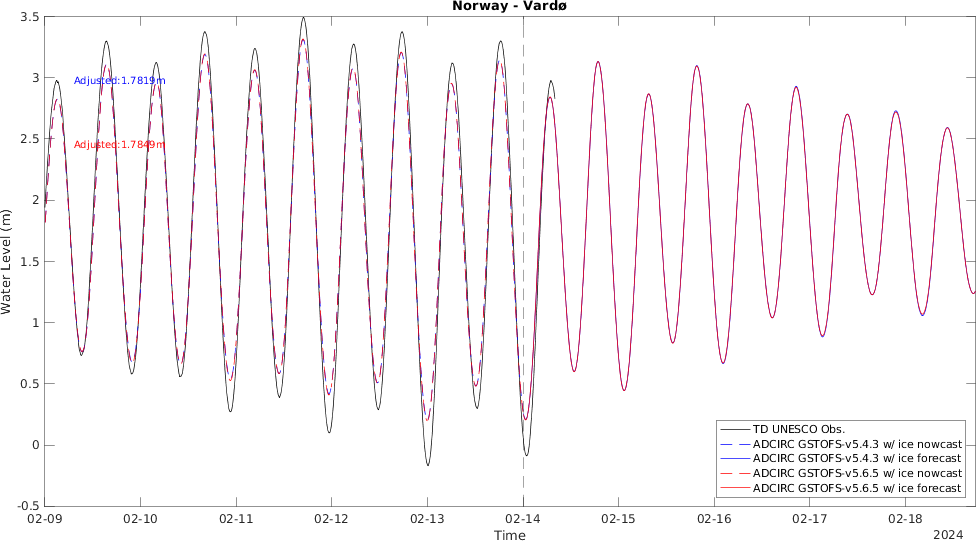 Norway - Vardø
3.5
3
2.5
2
1.5
1
0.5
0
-0.5
Water Level (m)
Adjusted:1.7819m
Adjusted:1.7849m
TD UNESCO Obs.
ADCIRC GSTOFS-v5.4.3 w/ ice nowcast
ADCIRC GSTOFS-v5.4.3 w/ ice forecast
ADCIRC GSTOFS-v5.6.5 w/ ice nowcast
ADCIRC GSTOFS-v5.6.5 w/ ice forecast
02-09 02-10 02-11 02-12 02-13 02-14 02-15 02-16 02-17 02-18
Time
2024